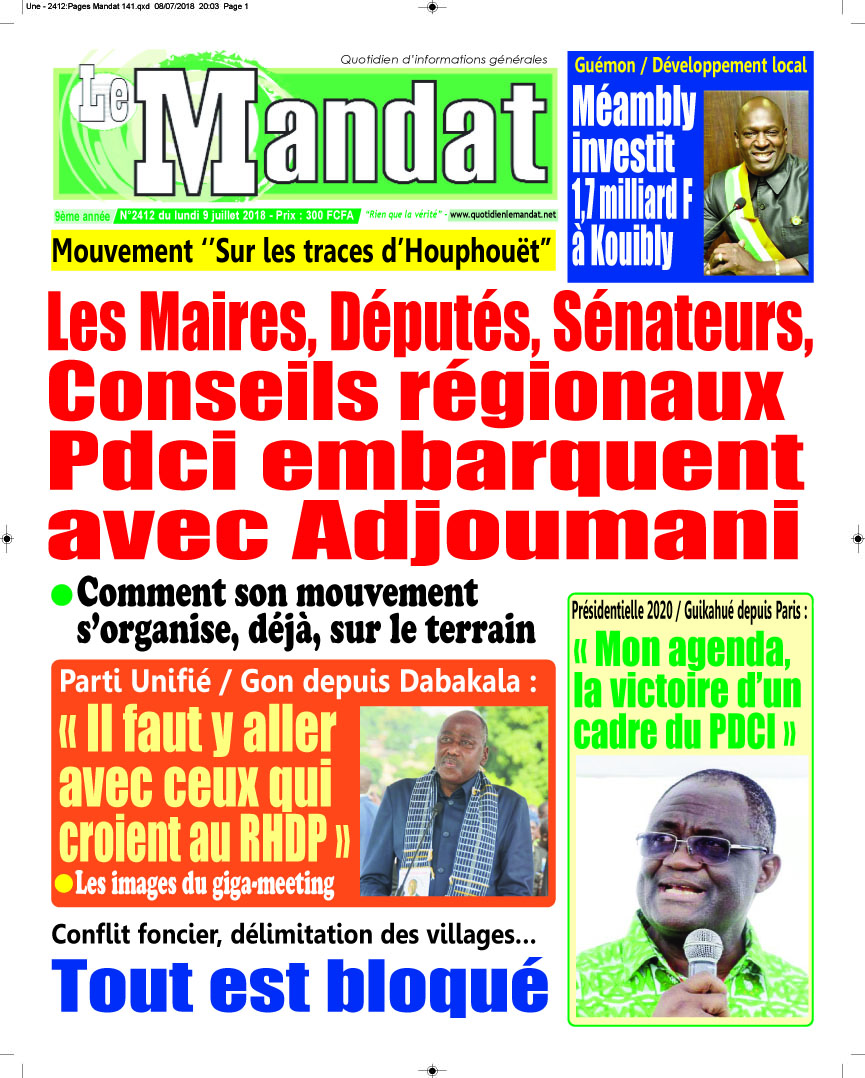 Une - 2412:Pages Mandat 141.qxd 08/07/2018 20:03 Page 1
Quotidien d'informations générales
Le Mandat
9ème année N°2412 du lundi 9 juillet 2018 - Prix : 300 FCFA "Rien que la vérité" - www.quotidienlemandat.net
Guémon / Développement local
Méambly
investit
1,7 milliard F
à Kouibly
Mouvement ‘’Sur les traces d’Houphouët”
Les Maires, Députés, Sénateurs,
Conseils régionaux
Pdci embarquent
avec Adjoumani
Comment son mouvement
s’organise, déjà, sur le terrain
Parti Unifié / Gon depuis Dabakala :
« Il faut y aller
avec ceux qui
croient au RHDP »
Les images du giga-meeting
Présidentielle 2020 / Guikahué depuis Paris :
« Mon agenda,
la victoire d’un
cadre du PDCI »
Conflit foncier, délimitation des villages...
Tout est bloqué